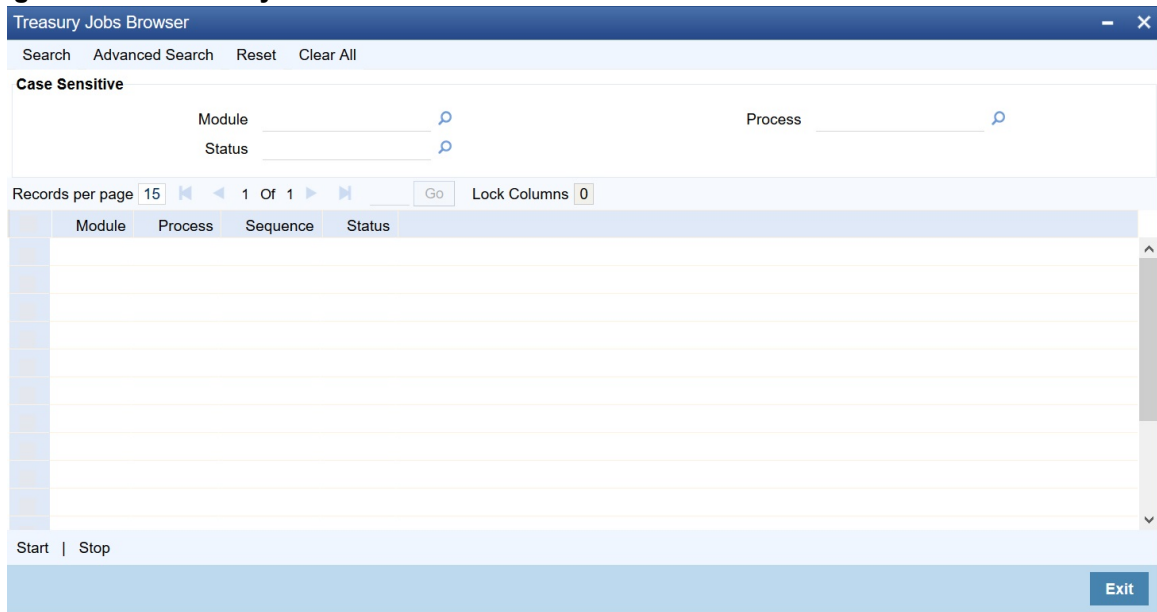 Treasury Jobs Browser
Search Advanced Search Reset Clear All
Case Sensitive
Module Process
Status
Records per page 15 1 Of 1 Go Lock Columns 0
Module Process Sequence Status
Start | Stop
Exit